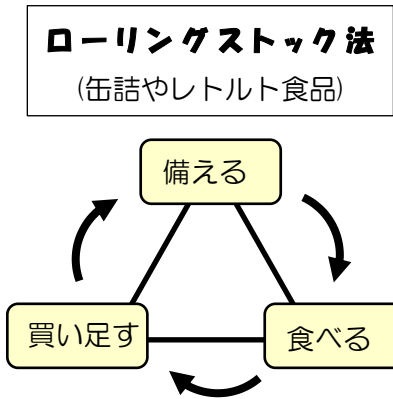 ローリングストック法
(缶詰やレトルト食品)
備える
買い足す
食べる